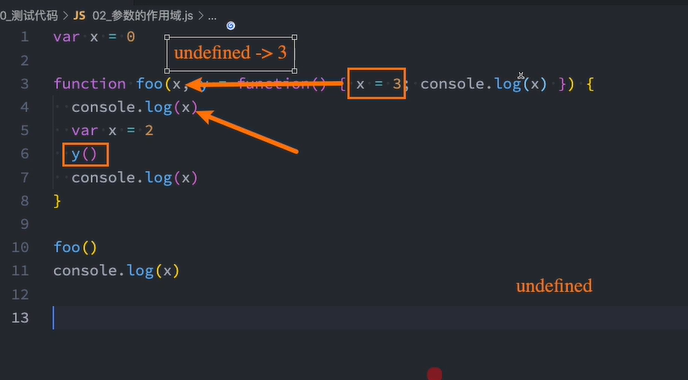 0_测试代码 > JS 02_参数的作用域.js > ...
1 var x = 0
undefined -> 3
2
3 function foo(x, y = function() { x = 3; console.log(x) }) {
4 console.log(x)
5 var x = 2
6 y()
7 console.log(x)
8 }
9
10 foo()
11 console.log(x)
undefined
12
13